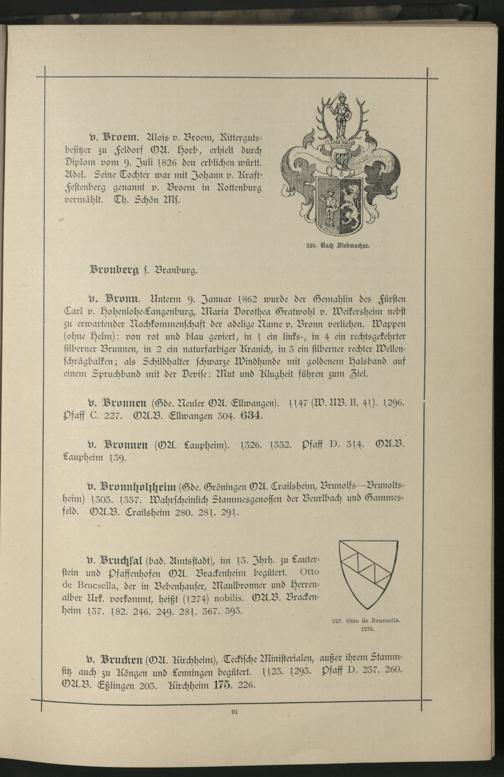 v. Broem. Alois v. Broem, Ritterguts-
besitzer zu Feldorf OA. Horb, erhielt durch
Diplom vom 9. Juli 1826 den erblichen württ.
Adel. Seine Tochter war mit Johann v. Kraft-
Festenberg genannt v. Broem in Rottenburg
vermählt. Th. Schön Mf.
326. Nach Siebmacher.
Bronberg s. Branburg.
v. Bronn. Unterm 9. Januar 1862 wurde der Gemahlin des Fürsten
Carl v. Hohenlohe-Langenburg, Maria Dorothea Gratwohl v. Weikersheim nebst
zu erwartender Nachkommenschaft der adelige Name v. Bronn verliehen. Wappen
(ohne Helm): von rot und blau geviert, in 1 ein links-, in 4 ein rechtsgekehrter
silberner Brunnen, in 2 ein naturfarbiger Kranich, in 3 ein silberner rechter Wellen-
schrägbalken; als Schildhalter schwarze Windhunde mit goldenem Halsband auf
einem Spruchband mit der Devise: Mut und Klugheit führen zum Ziel.
v. Bronnen (Gde. Neuler OA. Ellwangen). 1147 (W. UB. II, 41). 1296.
Pfaff C. 227. OA.B. Ellwangen 504. 634.
v. Bronnen (OA. Laupheim). 1326. 1352. Pfaff D. 314. OA.B.
Laupheim 139.
v. Bronnholzheim (Gde. Gröningen OA. Crailsheim, Brunolfs—Brunolts-
heim) 1303. 1357. Wahrscheinlich Stammesgenossen der Beurlbach und Gammes-
feld. OA.B. Crailsheim 280. 281. 291.
v. Bruchsal (bad. Amtsstadt), im 13. Jhrh. zu Lauter-
stein und Pfaffenhofen OA. Brackenheim begütert. Otto
de Brucsella, der in Bebenhauser, Maulbronner und Herren-
alber Urk. vorkommt, heißt (1274) nobilis. OA.B. Bracken-
heim 137. 182. 246. 249. 281. 367. 393.
327. Otto de Brucsella.
1276.
v. Brucken (OA. Kirchheim), Teckische Ministerialen, außer ihrem Stamm-
sitz auch zu Köngen und Lenningen begütert. 1123. 1293. Pfaff D. 257. 260.
OA.B. Eßlingen 203. Kirchheim 175. 226.
91